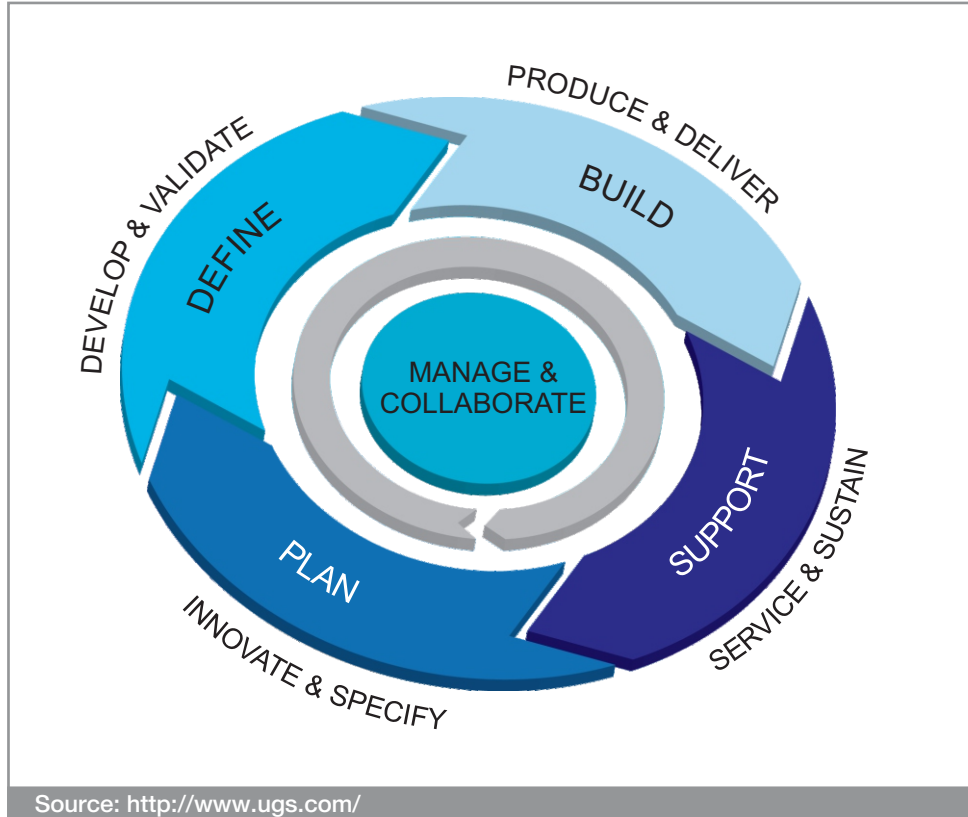 PRODUCE & DELIVER
BUILD
DEVELOP & VALIDATE
DEFINE
MANAGE &
COLLABORATE
SUPPORT
SERVICE & SUSTAIN
PLAN
INNOVATE & SPECIFY
Source: http://www.ugs.com/